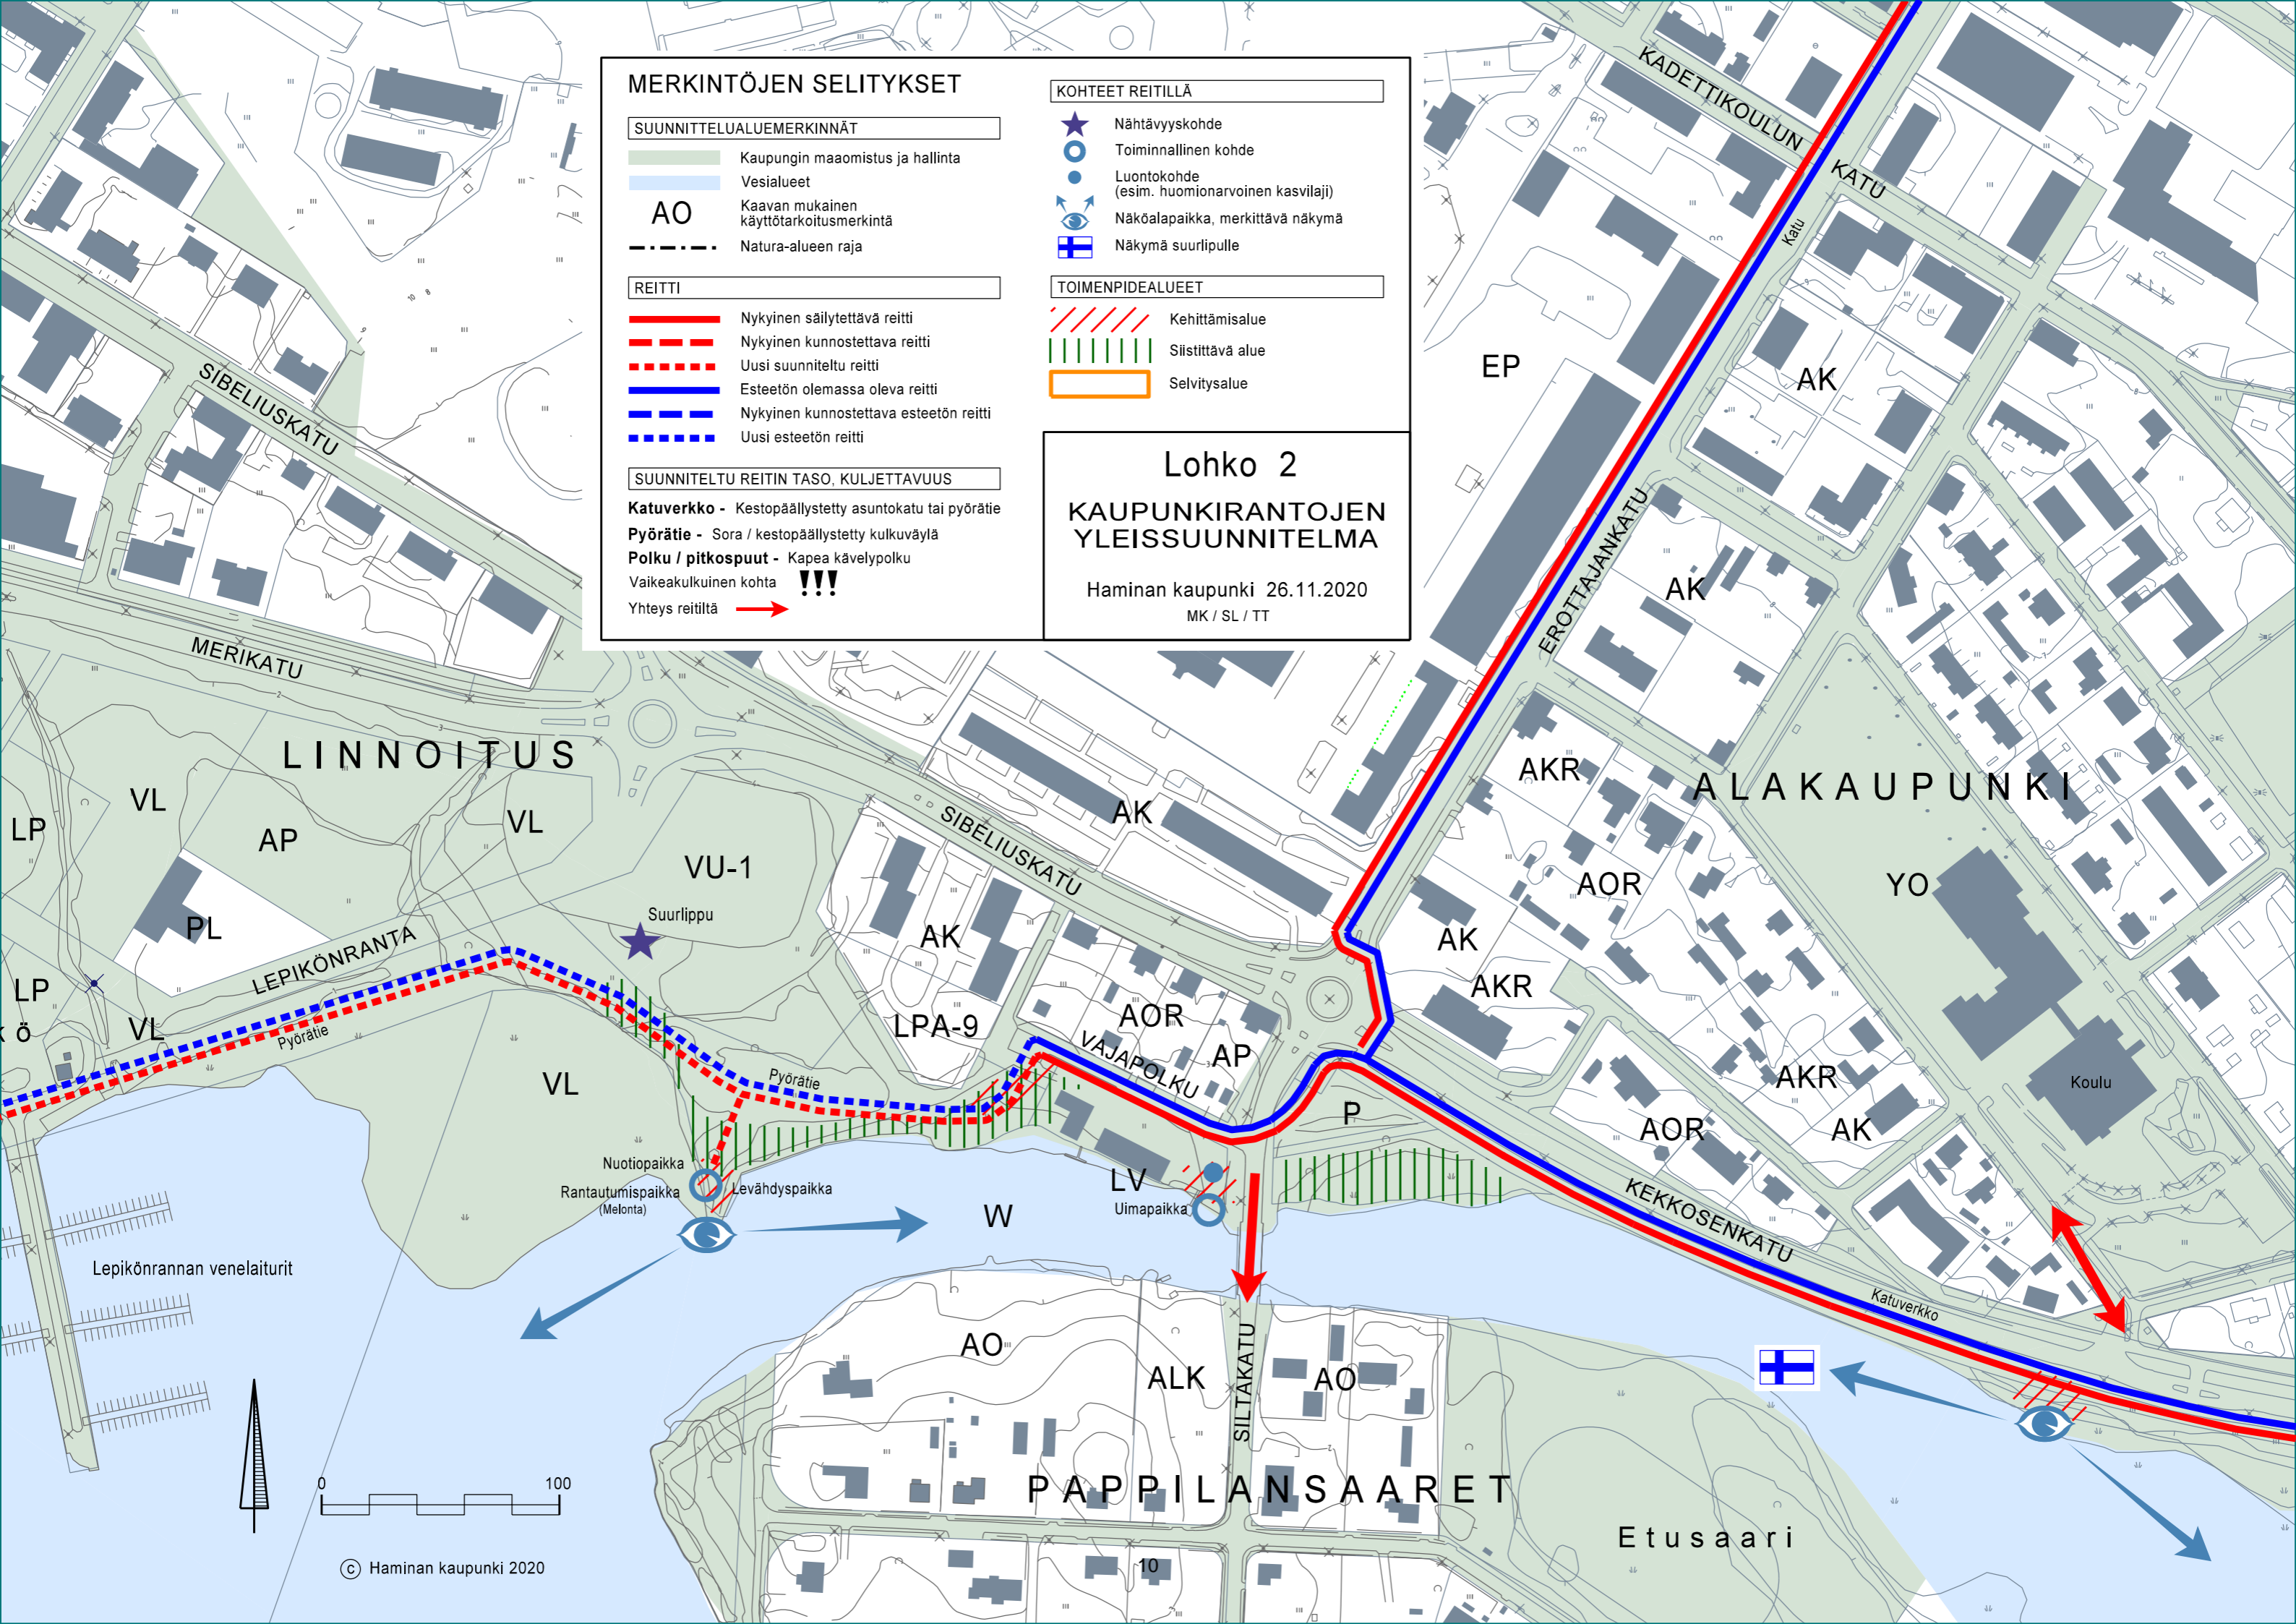 MERKINTÖJEN SELITYKSET
SUUNNITTELUALUEMERKINNÄT
Kaupungin maaomistus ja hallinta
Vesialueet
AO
Kaavan mukainen
käyttötarkoitusmerkintä
Natura-alueen raja
REITTI
Nykyinen säilytettävä reitti
Nykyinen kunnostettava reitti
Uusi suunniteltu reitti
Esteetön olemassa oleva reitti
Nykyinen kunnostettava esteetön reitti
Uusi esteetön reitti
SUUNNITELTU REITIN TASO, KULJETTAVUUS
Katuverkko - Kestopäällystetty asuntokatu tai pyörätie
Pyörätie - Sora / kestopäällystetty kulkuväylä
Polku / pitkospuut - Kapea kävelypolku
Vaikeakulkuinen kohta !!!
Yhteys reitiltä
KOHTEET REITILLÄ
Nähtävyyskohde
Toiminnallinen kohde
Luontokohde
(esim. huomionarvoinen kasvilaji)
Näköalapaikka, merkittävä näkymä
Näkymä suurlipulle
TOIMENPIDEALUEET
Kehittämisalue
Siistittävä alue
Selvitysalue
Lohko 2
KAUPUNKIRANTOJEN
YLEISSUUNNITELMA
Haminan kaupunki 26.11.2020
MK / SL / TT
KADETTIKOULUN
KATU
Katu
EP
AK
SIBELIUSKATU
EROTTAJANKATU
AK
MERIKATU
LINNOITUS
AKR
ALAKAUPUNKI
VL
LP
AP
VL
VU-1
AK
SIBELIUSKATU
AOR
YO
Suurlippu
PL
LEPIKÖNRANTA
AK
AK
AKR
LP
k ö
VL
Pyörätie
LPA-9
AOR
VAJAPOLKU
AP
VL
Pyörätie
P
AKR
Koulu
AOR
AK
Nuotiopaikka
Rantautumispaikka
(Melonta)
Levähdyspaikka
LV
Uimapaikka
W
KEKKOSENKATU
Lepikönrannan venelaiturit
Katuverkko
AO
ALK
SILTAKATU
AO
PAPPILANSAARET
Etusaari
0
100
© Haminan kaupunki 2020
10